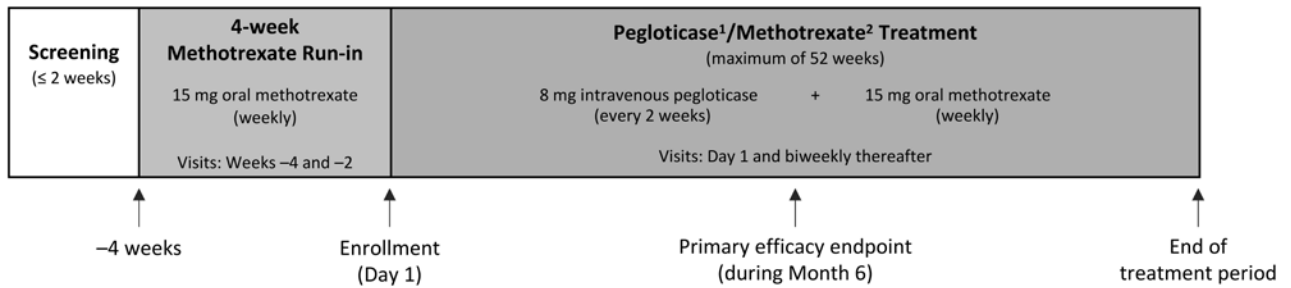 Screening
(≤ 2 weeks)
4-week
Methotrexate Run-in
15 mg oral methotrexate
(weekly)
Visits: Weeks –4 and –2
Pegloticase¹/Methotrexate² Treatment
(maximum of 52 weeks)
8 mg intravenous pegloticase + 15 mg oral methotrexate
(every 2 weeks) (weekly)
Visits: Day 1 and biweekly thereafter
–4 weeks
Enrollment
(Day 1)
Primary efficacy endpoint
(during Month 6)
End of
treatment period